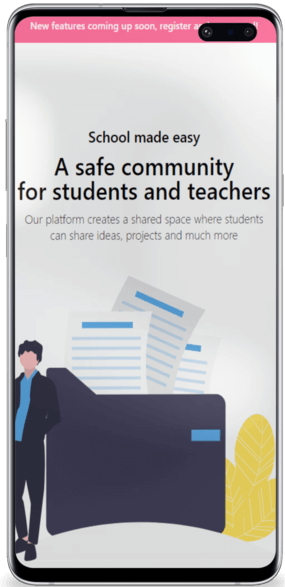 New features coming up soon, register
School made easy
A safe community
for students and teachers
Our platform creates a shared space where students
can share ideas, projects and much more